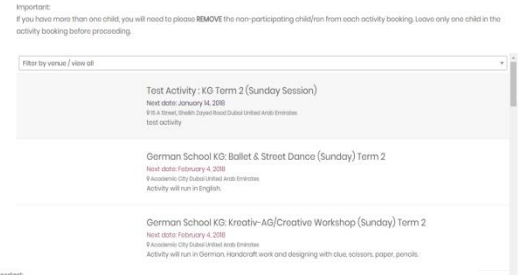 Important:
If you have more than one child, you will need to please REMOVE the non-participating child/ren from each activity booking. Leave only one child in the
activity booking before proceeding.
Filter by venue / view all
Test Activity : KG Term 2 (Sunday Session)
Next date: January 14, 2018
15 A Street, Sheikh Zayed Road Dubai United Arab Emirates
test activity
German School KG: Ballet & Street Dance (Sunday) Term 2
Next date: February 4, 2018
Academic City Dubai United Arab Emirates
Activity will run in English.
German School KG: Kreativ-AG/Creative Workshop (Sunday) Term 2
Next date: February 4, 2018
Academic City Dubai United Arab Emirates
Activity will run in German. Handcraft work and designing with clue, scissors, paper, pencils.